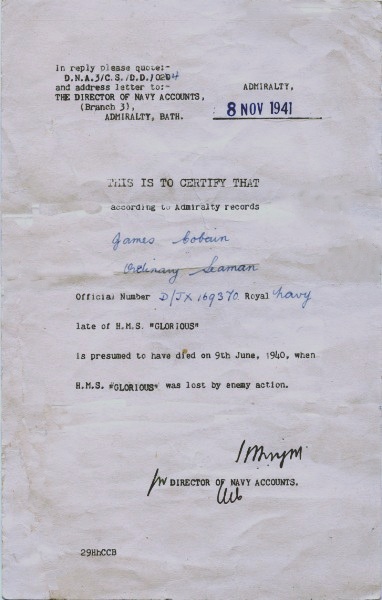 In reply please quote:-
D.N.A.3/C.S./D.D./0204
and address letter to:-
THE DIRECTOR OF NAVY ACCOUNTS,
(Branch 3),
ADMIRALTY, BATH.
ADMIRALTY,
8 NOV 1941
THIS IS TO CERTIFY THAT
according to Admiralty records
James Cobain
Ordinary Seaman
Official Number D/JX 169370 Royal Navy
late of H.M.S. "GLORIOUS"
is presumed to have died on 9th June, 1940, when
H.M.S. "GLORIOUS" was lost by enemy action.
DIRECTOR OF NAVY ACCOUNTS.
29HhCCB